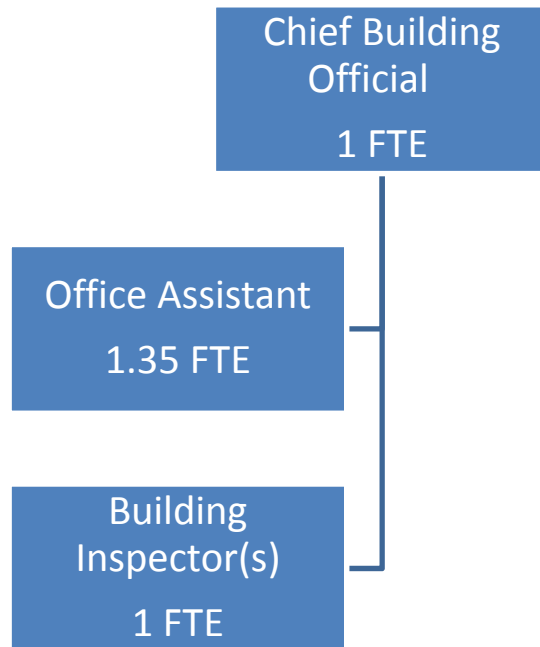 Chief Building
Official
1 FTE
Office Assistant
1.35 FTE
Building
Inspector(s)
1 FTE